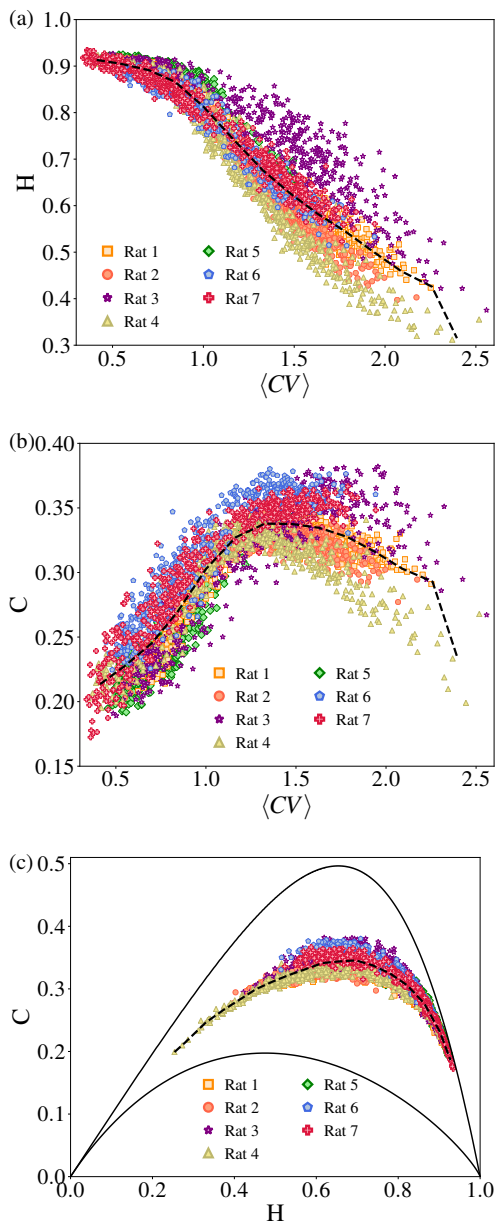 (a)
1.0
0.9
0.8
0.7
0.6
0.5
0.4
0.3
H
Rat 1
Rat 2
Rat 3
Rat 4
Rat 5
Rat 6
Rat 7
0.5 1.0 1.5 2.0 2.5
⟨CV⟩
(b)
0.40
0.35
0.30
0.25
0.20
0.15
C
Rat 1
Rat 2
Rat 3
Rat 4
Rat 5
Rat 6
Rat 7
0.5 1.0 1.5 2.0 2.5
⟨CV⟩
(c)
0.5
0.4
0.3
0.2
0.1
0.0
C
Rat 1
Rat 2
Rat 3
Rat 4
Rat 5
Rat 6
Rat 7
0.0 0.2 0.4 0.6 0.8 1.0
H